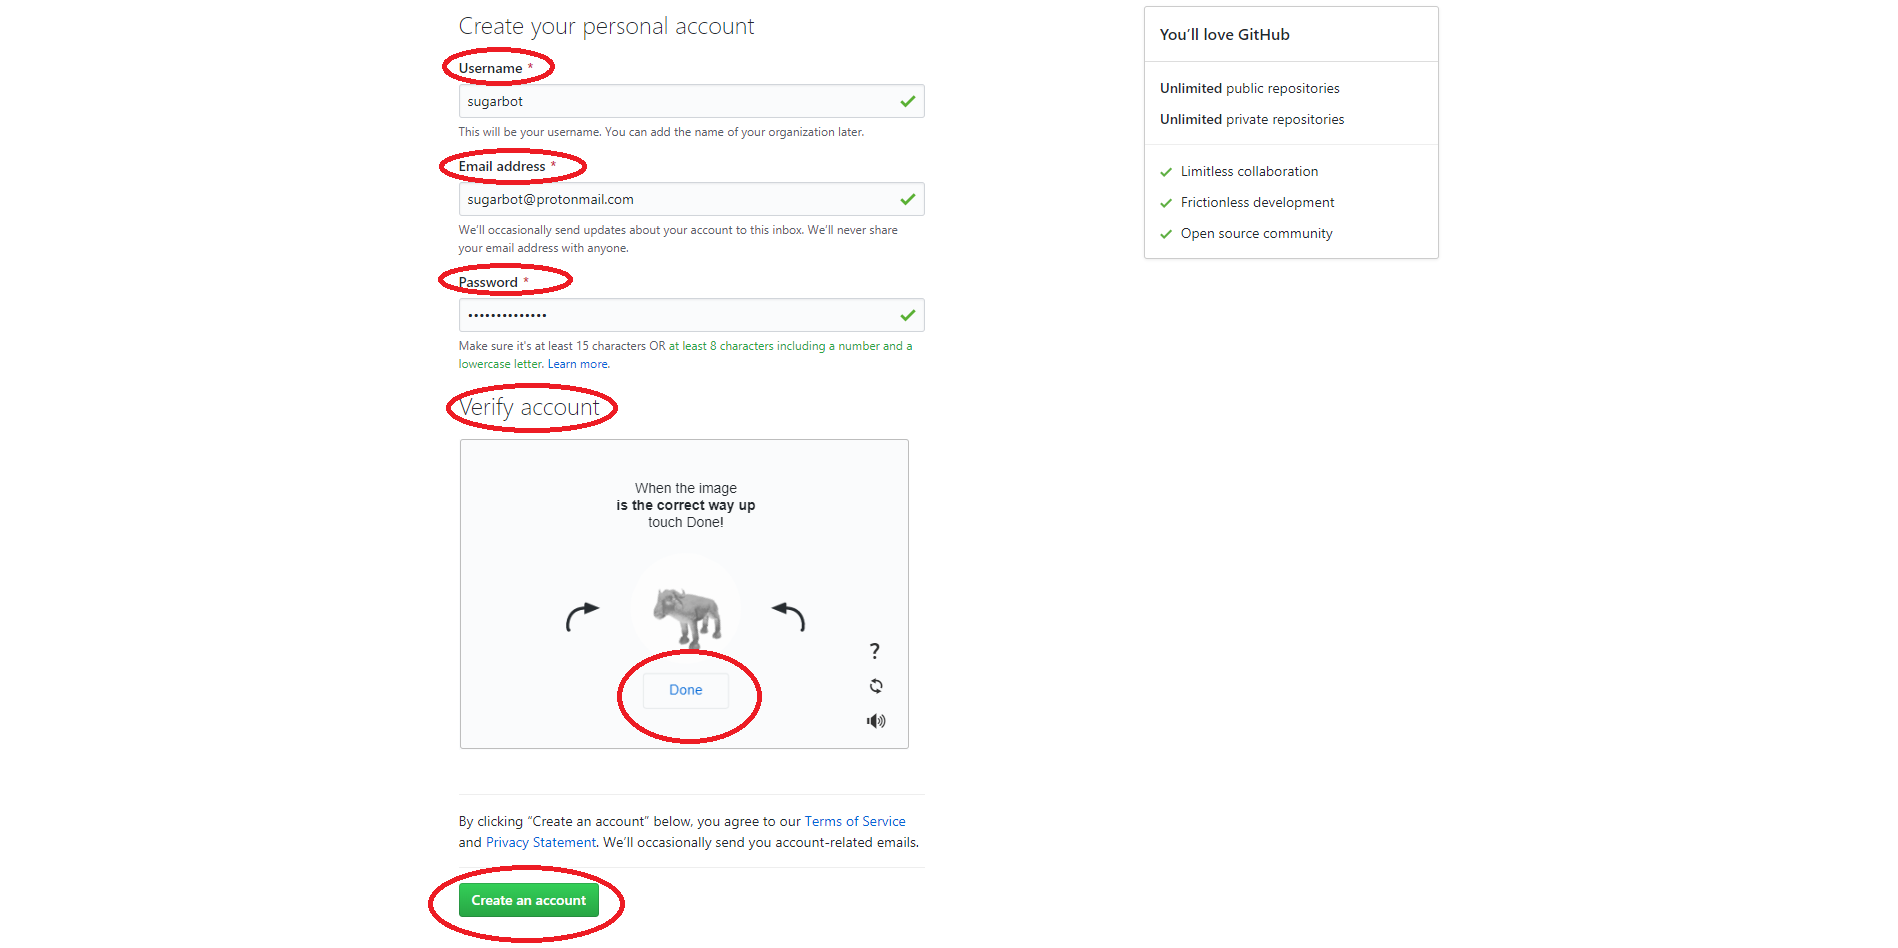 Create your personal account
Username *
sugarbot
This will be your username. You can add the name of your organization later.
Email address *
sugarbot@protonmail.com
We'll occasionally send updates about your account to this inbox. We'll never share
your email address with anyone.
Password *
••••••••••••••
Make sure it's at least 15 characters OR at least 8 characters including a number and a
lowercase letter. Learn more.
Verify account
When the image
is the correct way up
touch Done!
?
Done
By clicking “Create an account” below, you agree to our Terms of Service
and Privacy Statement. We'll occasionally send you account-related emails.
Create an account
You'll love GitHub
Unlimited public repositories
Unlimited private repositories
Limitless collaboration
Frictionless development
Open source community